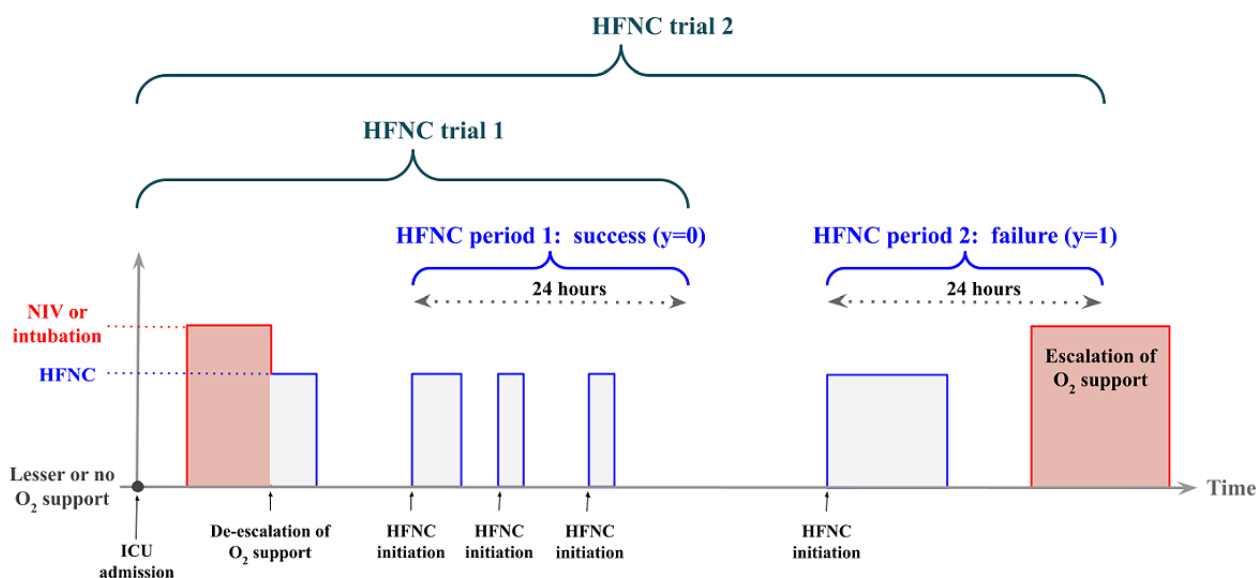 HFNC trial 2
HFNC trial 1
HFNC period 1:  success (y=0)
HFNC period 2:  failure (y=1)
24 hours
24 hours
NIV or
intubation
HFNC
Escalation of
O₂ support
Lesser or no
O₂ support
Time
ICU
admission
De-escalation of
O₂ support
HFNC
initiation
HFNC
initiation
HFNC
initiation
HFNC
initiation